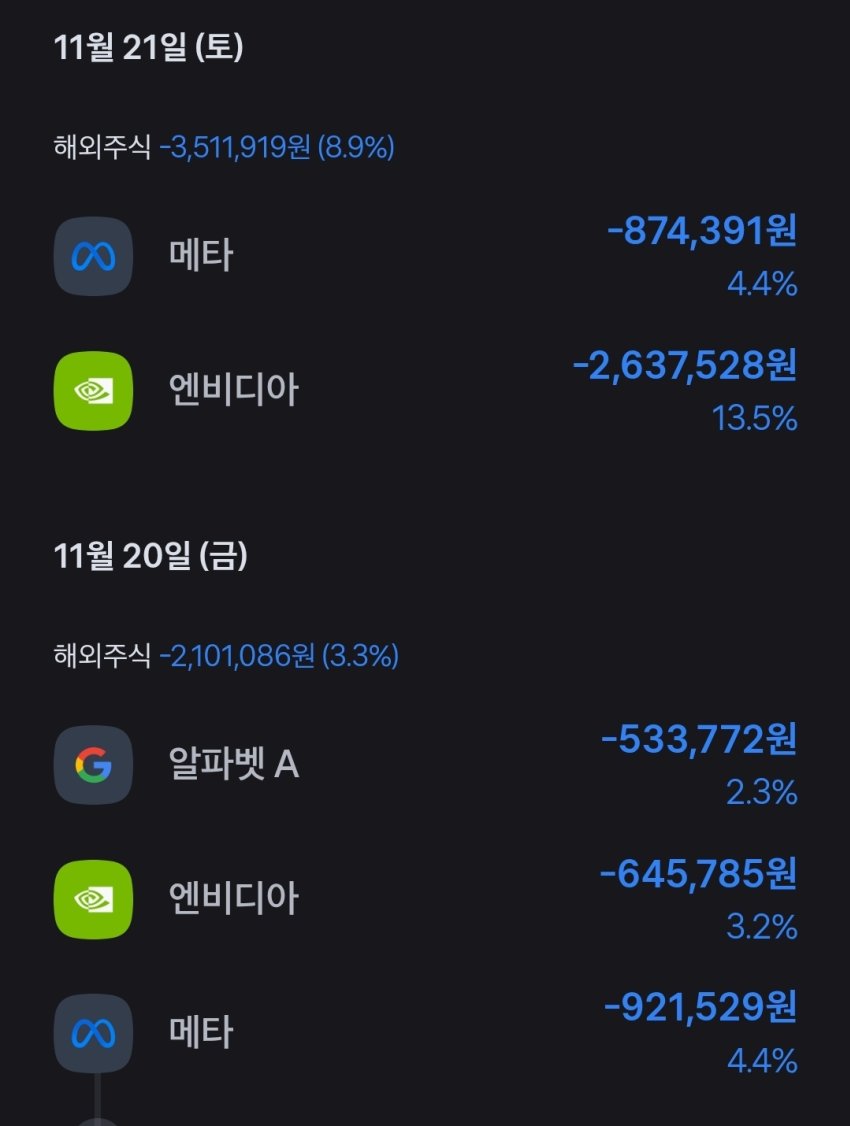 11월 21일 (토)
해외주식 -3,511,919원 (8.9%)
메타
-874,391원
4.4%
엔비디아
-2,637,528원
13.5%
11월 20일 (금)
해외주식 -2,101,086원 (3.3%)
알파벳 A
-533,772원
2.3%
엔비디아
-645,785원
3.2%
메타
-921,529원
4.4%